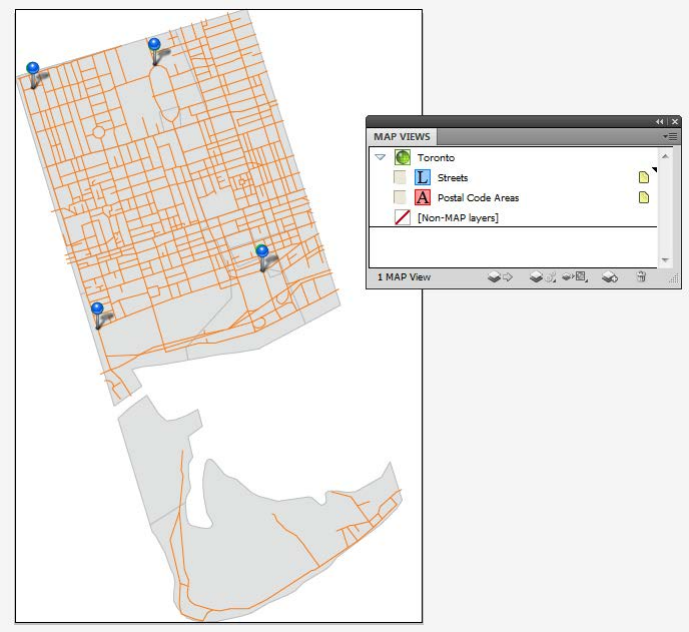 MAP VIEWS
Toronto
L Streets
A Postal Code Areas
[Non-MAP layers]
1 MAP View